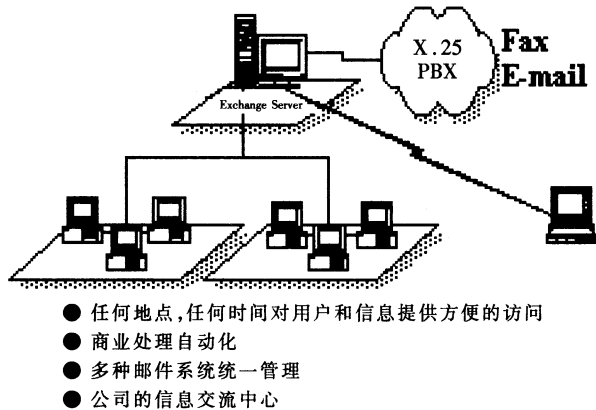 X.25
PBX
Fax
E-mail
Exchange Server
● 任何地点,任何时间对用户和信息提供方便的访问
● 商业处理自动化
● 多种邮件系统统一管理
● 公司的信息交流中心